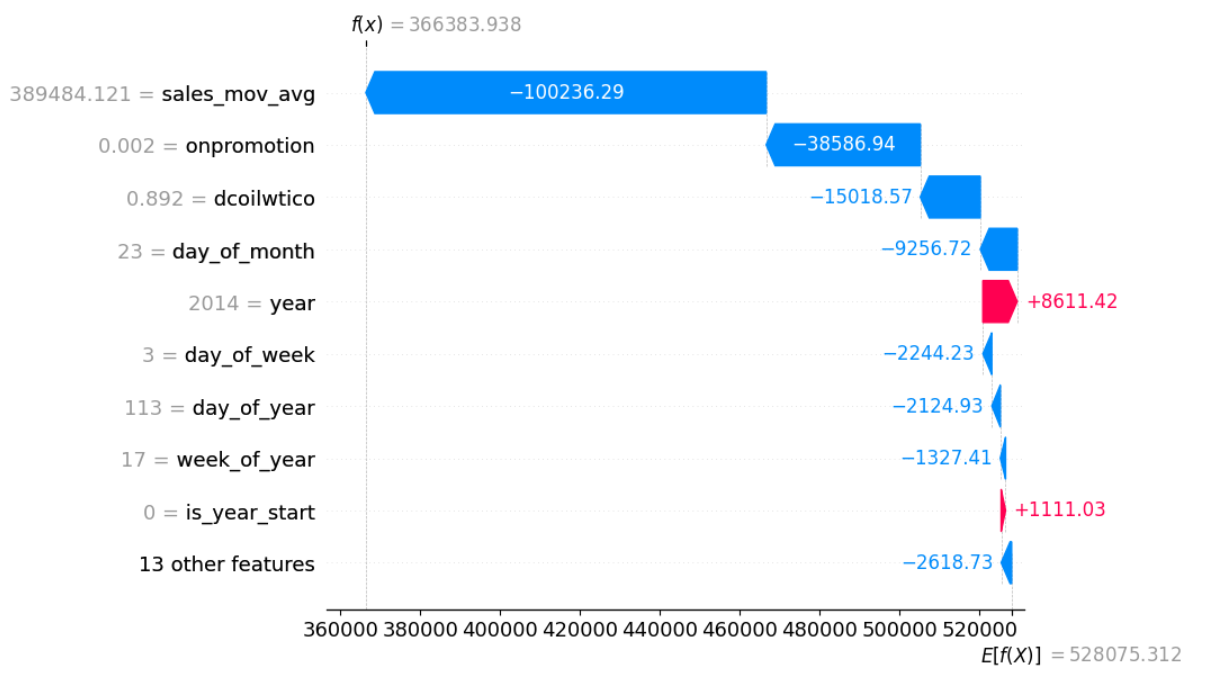 f(x) = 366383.938
389484.121 = sales_mov_avg −100236.29
0.002 = onpromotion −38586.94
0.892 = dcoilwtico −15018.57
23 = day_of_month −9256.72
2014 = year +8611.42
3 = day_of_week −2244.23
113 = day_of_year −2124.93
17 = week_of_year −1327.41
0 = is_year_start +1111.03
13 other features −2618.73
360000 380000 400000 420000 440000 460000 480000 500000 520000
E[f(X)] = 528075.312